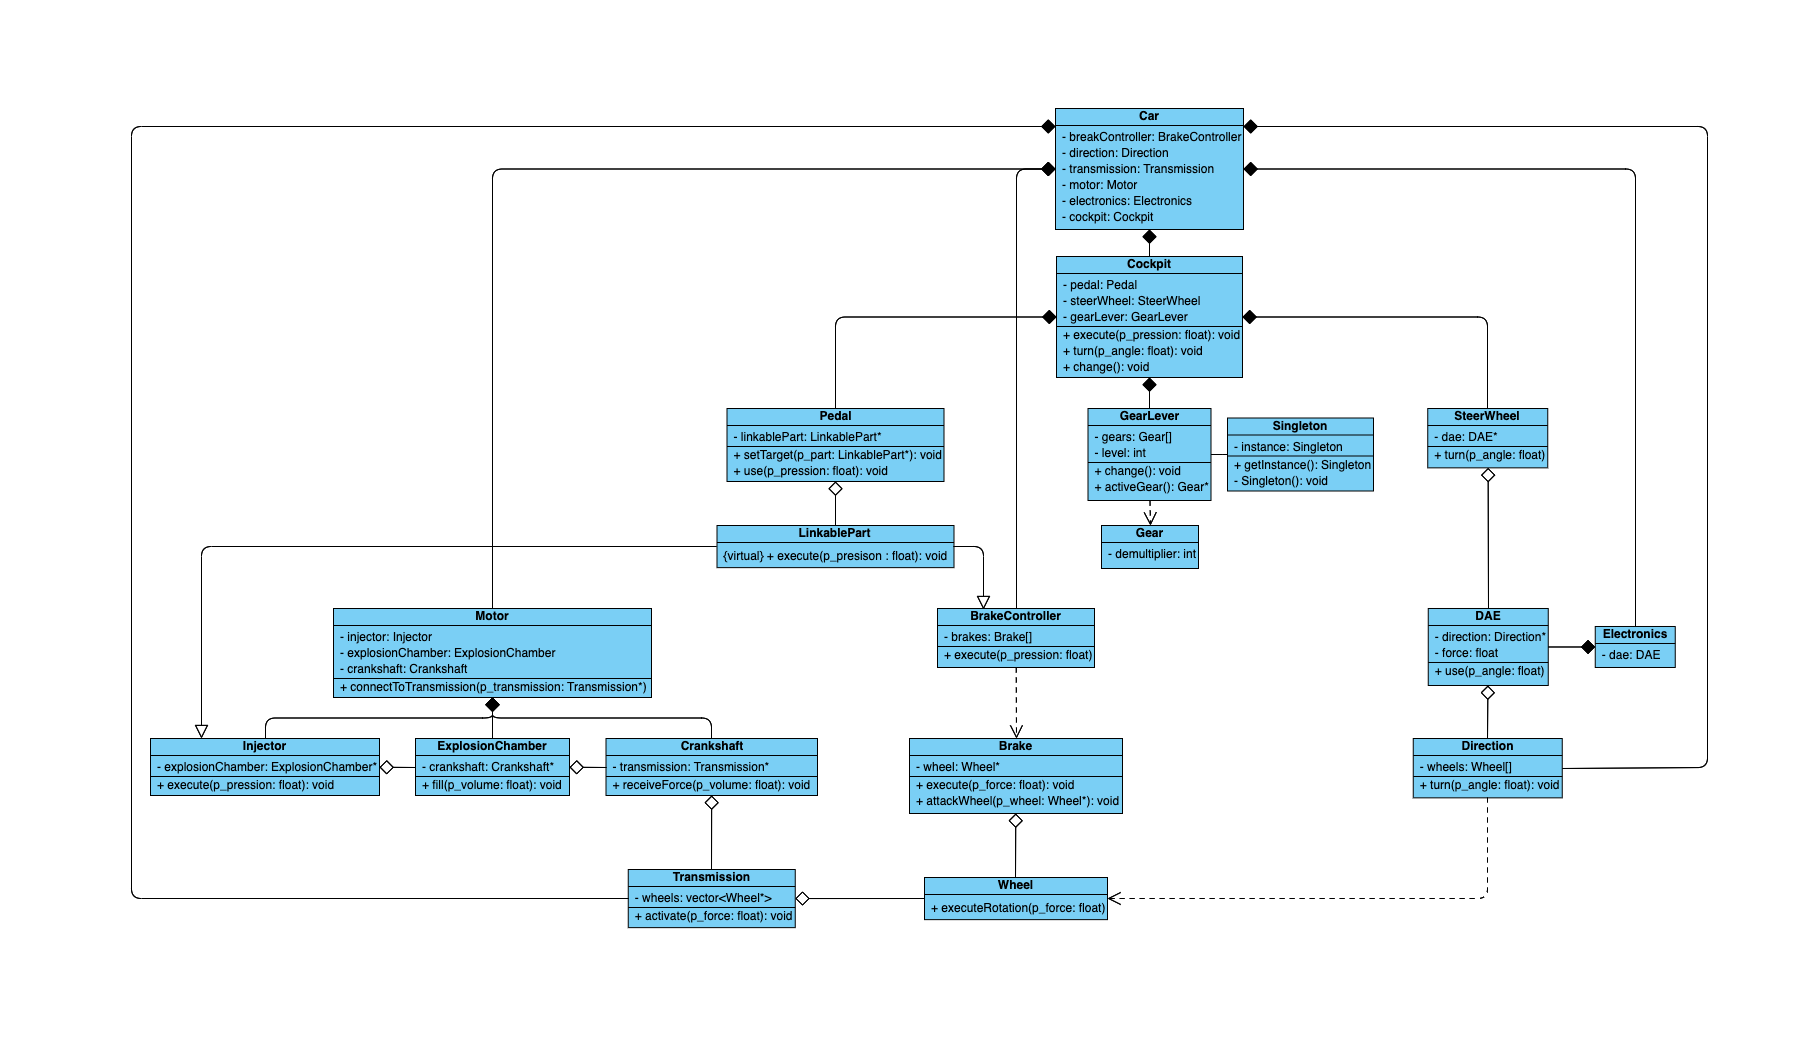 Car
- breakController: BrakeController
- direction: Direction
- transmission: Transmission
- motor: Motor
- electronics: Electronics
- cockpit: Cockpit
Cockpit
- pedal: Pedal
- steerWheel: SteerWheel
- gearLever: GearLever
+ execute(p_pression: float): void
+ turn(p_angle: float): void
+ change(): void
Pedal
- linkablePart: LinkablePart*
+ setTarget(p_part: LinkablePart*): void
+ use(p_pression: float): void
GearLever
- gears: Gear[]
- level: int
+ change(): void
+ activeGear(): Gear*
Singleton
- instance: Singleton
+ getInstance(): Singleton
- Singleton(): void
SteerWheel
- dae: DAE*
+ turn(p_angle: float)
LinkablePart
{virtual} + execute(p_presison : float): void
Gear
- demultiplier: int
Motor
- injector: Injector
- explosionChamber: ExplosionChamber
- crankshaft: Crankshaft
+ connectToTransmission(p_transmission: Transmission*)
BrakeController
- brakes: Brake[]
+ execute(p_pression: float)
DAE
- direction: Direction*
- force: float
+ use(p_angle: float)
Electronics
- dae: DAE
Injector
- explosionChamber: ExplosionChamber*
+ execute(p_pression: float): void
ExplosionChamber
- crankshaft: Crankshaft*
+ fill(p_volume: float): void
Crankshaft
- transmission: Transmission*
+ receiveForce(p_volume: float): void
Brake
- wheel: Wheel*
+ execute(p_force: float): void
+ attackWheel(p_wheel: Wheel*): void
Direction
- wheels: Wheel[]
+ turn(p_angle: float): void
Transmission
- wheels: vector<Wheel*>
+ activate(p_force: float): void
Wheel
+ executeRotation(p_force: float)